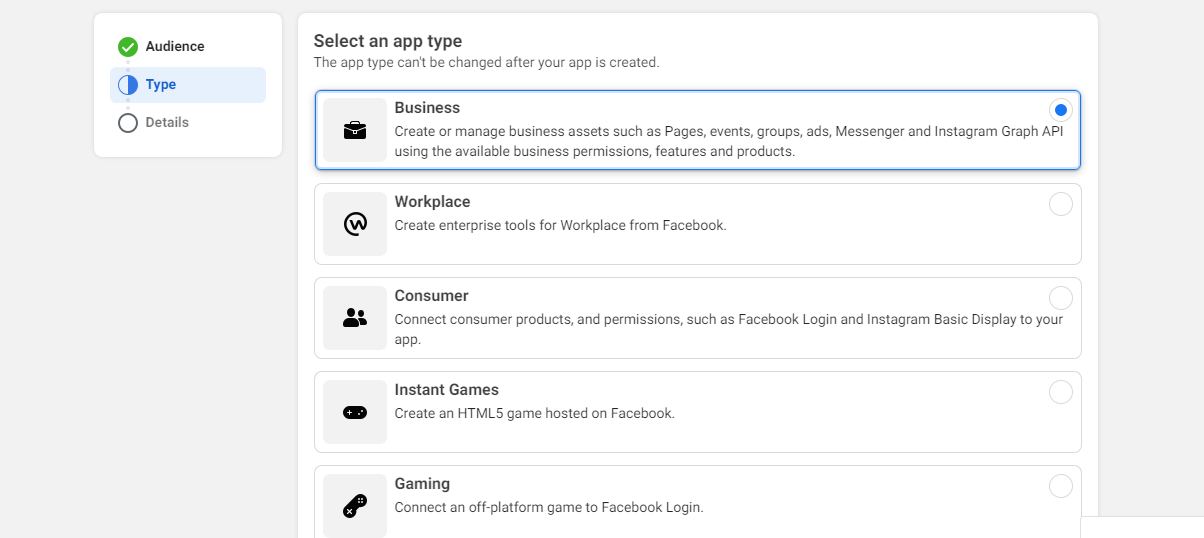 Audience
Type
Details
Select an app type
The app type can't be changed after your app is created.
Business
Create or manage business assets such as Pages, events, groups, ads, Messenger and Instagram Graph API
using the available business permissions, features and products.
Workplace
Create enterprise tools for Workplace from Facebook.
Consumer
Connect consumer products, and permissions, such as Facebook Login and Instagram Basic Display to your
app.
Instant Games
Create an HTML5 game hosted on Facebook.
Gaming
Connect an off-platform game to Facebook Login.